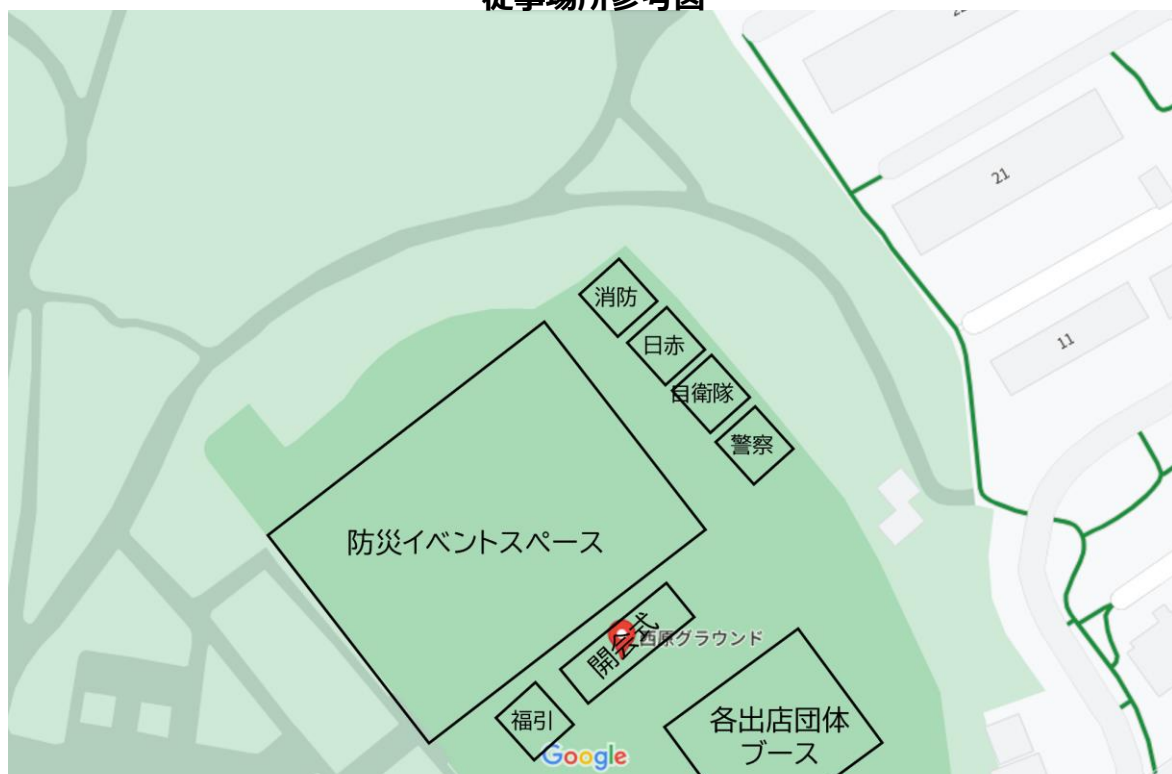 従事場所参考図
21
消防
日赤
11
自衛隊
警察
防災イベントスペース
開会式
西原グラウンド
福引
各出店団体
ブース
Google